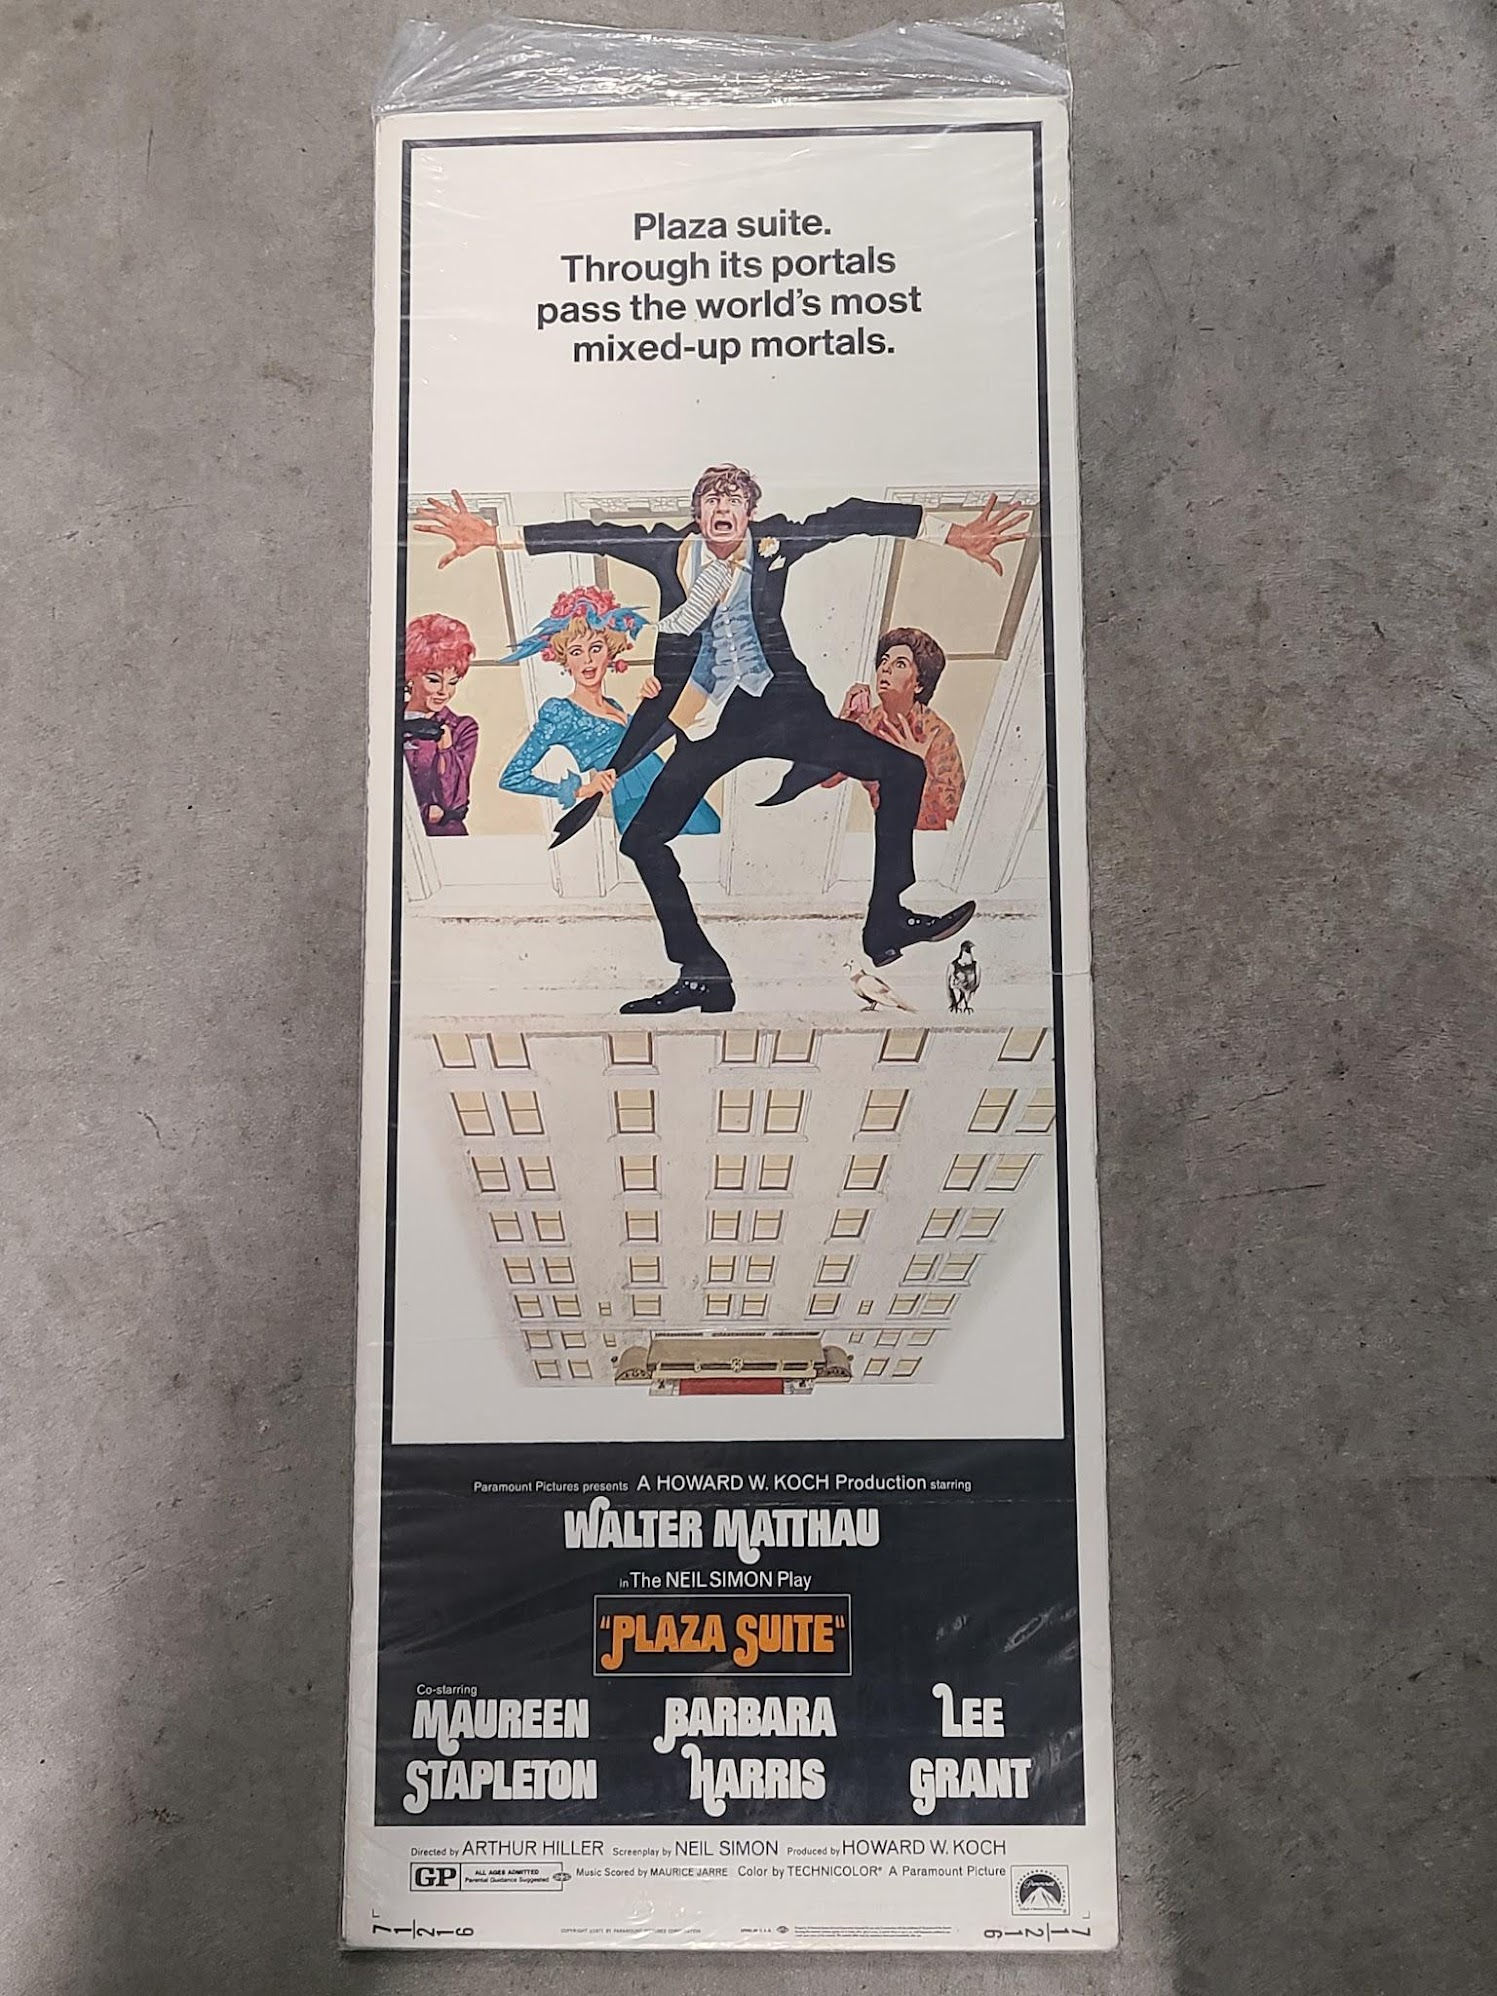 Plaza suite.
Through its portals
pass the world's most
mixed-up mortals.
Paramount Pictures presents A HOWARD W. KOCH Production starring
WALTER MATTHAU
in The NEIL SIMON Play
"PLAZA SUITE"
Co-starring
MAUREEN STAPLETON
BARBARA HARRIS
LEE GRANT
Directed by ARTHUR HILLER Screenplay by NEIL SIMON Produced by HOWARD W. KOCH
GP ALL AGES ADMITTED
Parental Guidance Suggested
Music Scored by MAURICE JARRE Color by TECHNICOLOR® A Paramount Picture
Paramount
71/216
71/216